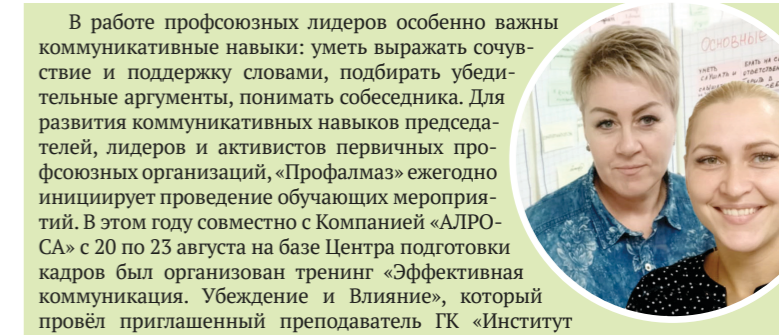 В работе профсоюзных лидеров особенно важны
коммуникативные навыки: уметь выражать сочув-
ствие и поддержку словами, подбирать убеди-
тельные аргументы, понимать собеседника. Для
развития коммуникативных навыков председа-
телей, лидеров и активистов первичных про-
фсоюзных организаций, «Профалмаз» ежегодно
инициирует проведение обучающих мероприя-
тий. В этом году совместно с Компанией «АЛРО-
СА» с 20 по 23 августа на базе Центра подготовки
кадров был организован тренинг «Эффективная
коммуникация. Убеждение и Влияние», который
провёл приглашенный преподаватель ГК «Институт
ОСНОВНЫЕ
УМЕТЬ
СЛУШАТЬ И